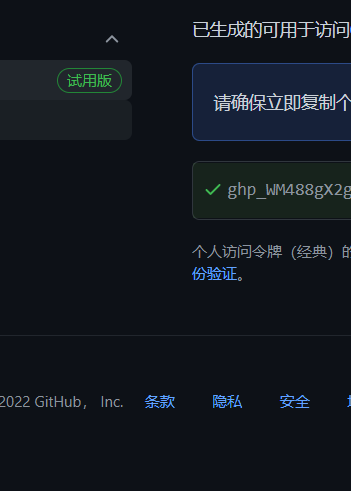 已生成的可用于访问
试用版
请确保立即复制个
ghp_WM488gX2g
个人访问令牌（经典）的
份验证。
2022 GitHub， Inc. 条款 隐私 安全